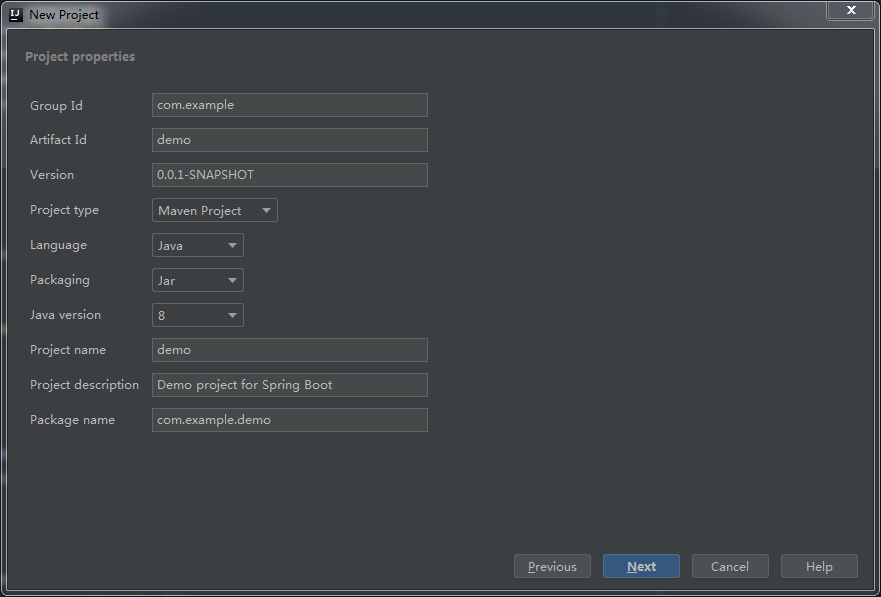 IJ New Project
x
Project properties
Group Id com.example
Artifact Id demo
Version 0.0.1-SNAPSHOT
Project type Maven Project
Language Java
Packaging Jar
Java version 8
Project name demo
Project description Demo project for Spring Boot
Package name com.example.demo
Previous Next Cancel Help